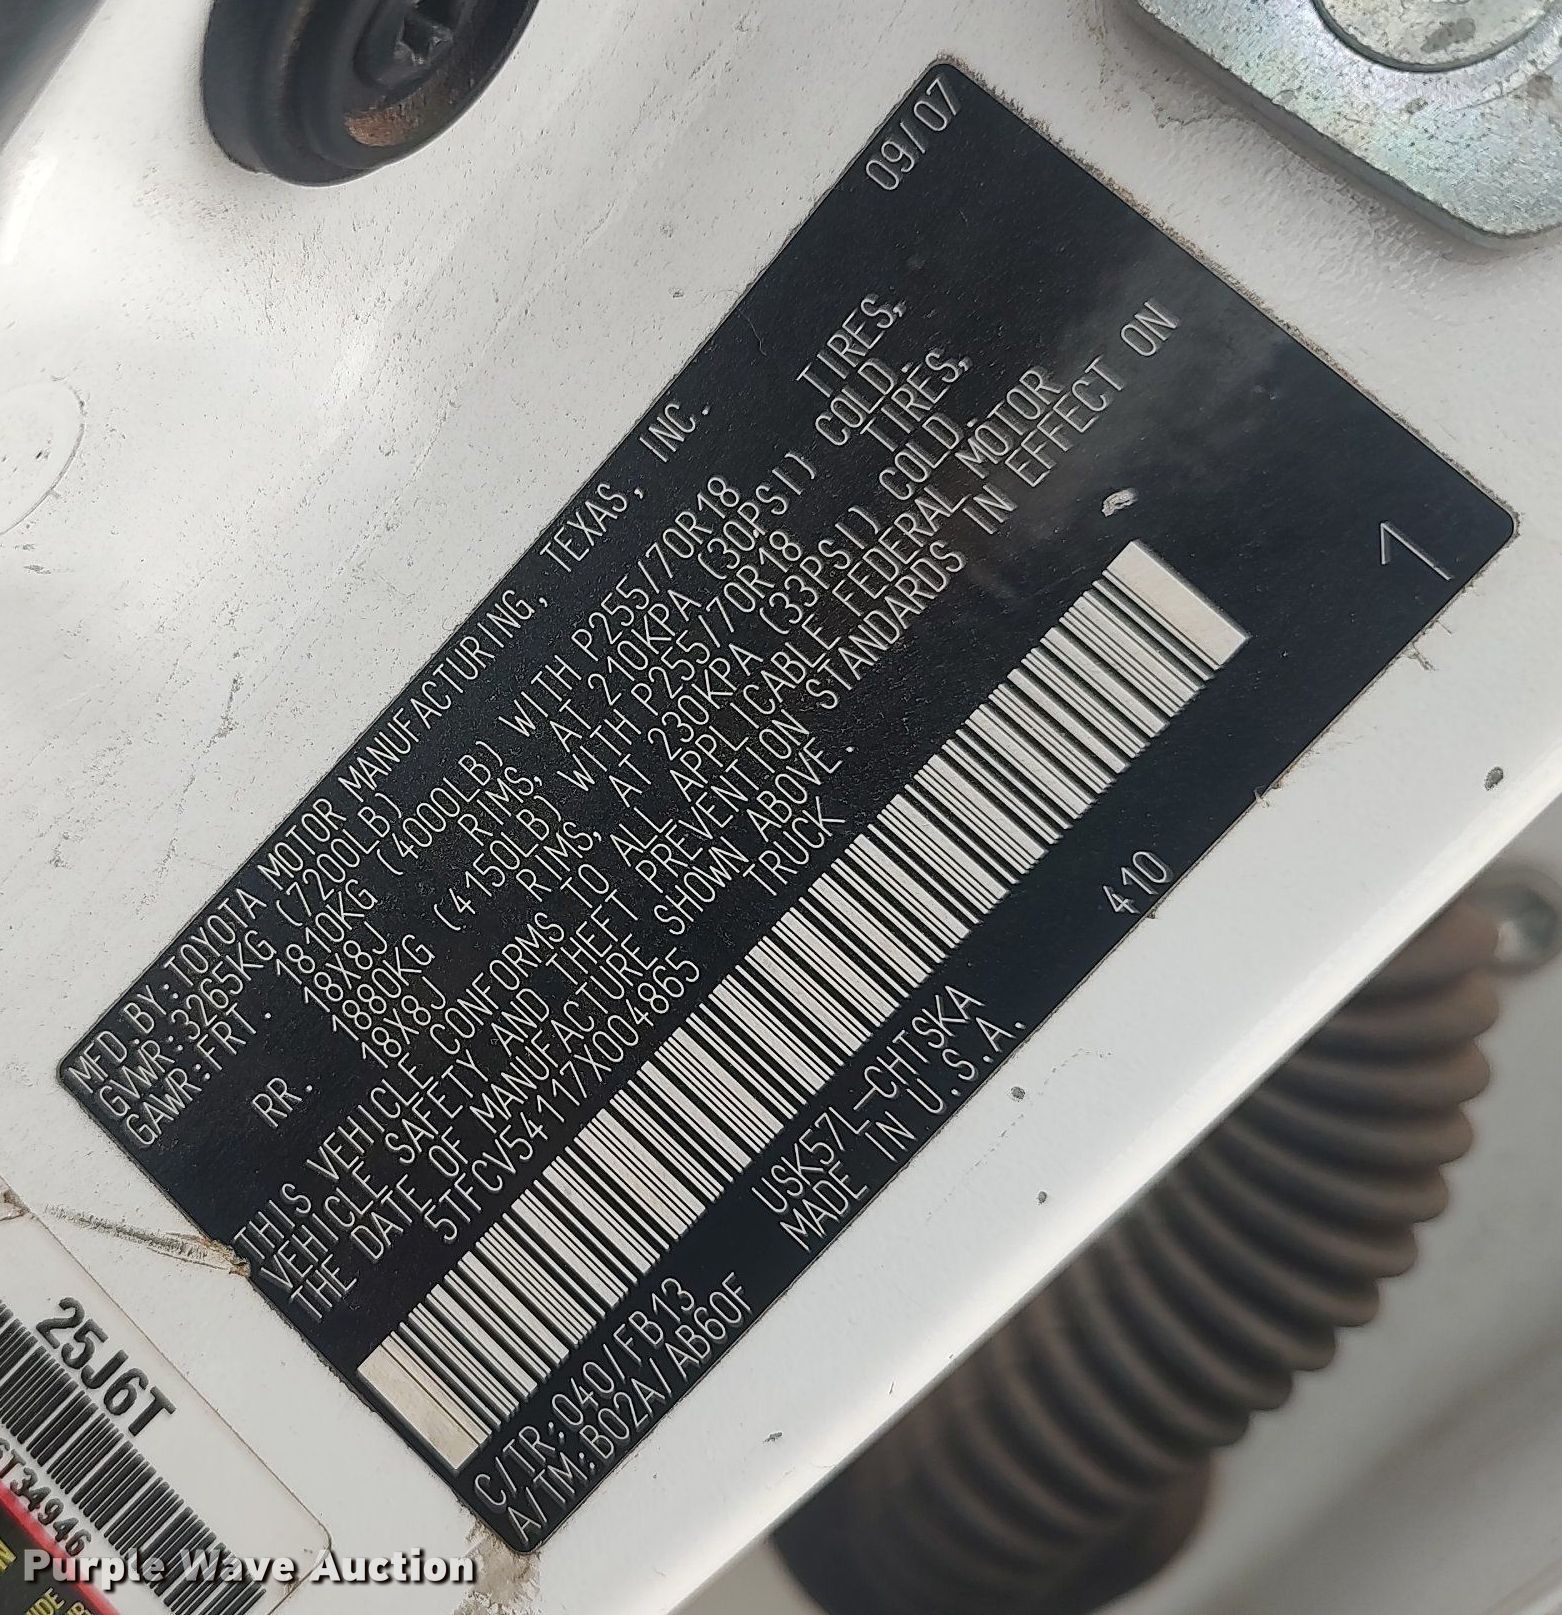 MFD.BY:TOYOTA MOTOR MANUFACTURING, TEXAS, INC. 09/07
GVWR:3265KG (7200LB)
GAWR:FRT. 1810KG (4000LB) WITH P255/70R18 TIRES,
18X8J RIMS, AT 210KPA (30PSI) COLD.
RR. 1880KG (4150LB) WITH P255/70R18 TIRES,
18X8J RIMS, AT 230KPA (33PSI) COLD.
THIS VEHICLE CONFORMS TO ALL APPLICABLE FEDERAL MOTOR
VEHICLE SAFETY AND THEFT PREVENTION STANDARDS IN EFFECT ON
THE DATE OF MANUFACTURE SHOWN ABOVE.
5TFCV54117X004865 TRUCK
1
C/TR:040/FB13 USK57L-CHTSKA 410
A/TM:B02A/AB60F MADE IN U.S.A.
25J6T
6T34946
Purple Wave Auction